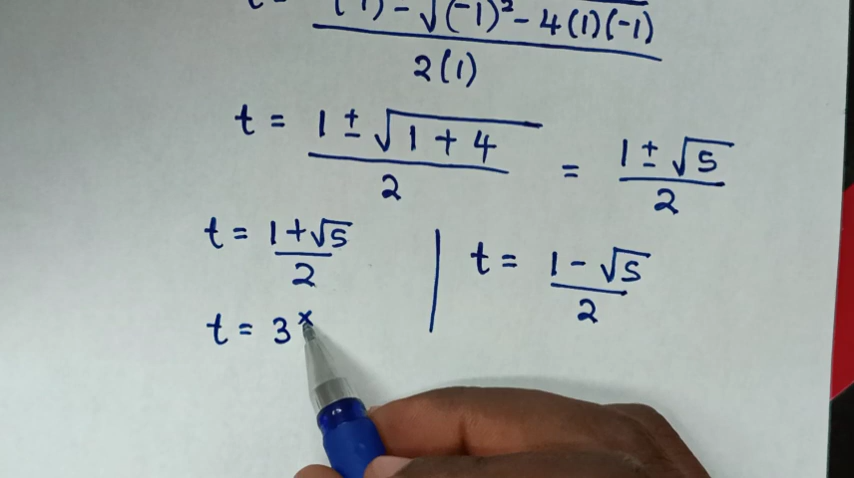 (-1) - √(-1)² - 4(1)(-1)
2(1)
t = 1 ± √1 + 4 / 2 = 1 ± √5 / 2
t = 1 + √5 / 2 | t = 1 - √5 / 2
t = 3ˣ